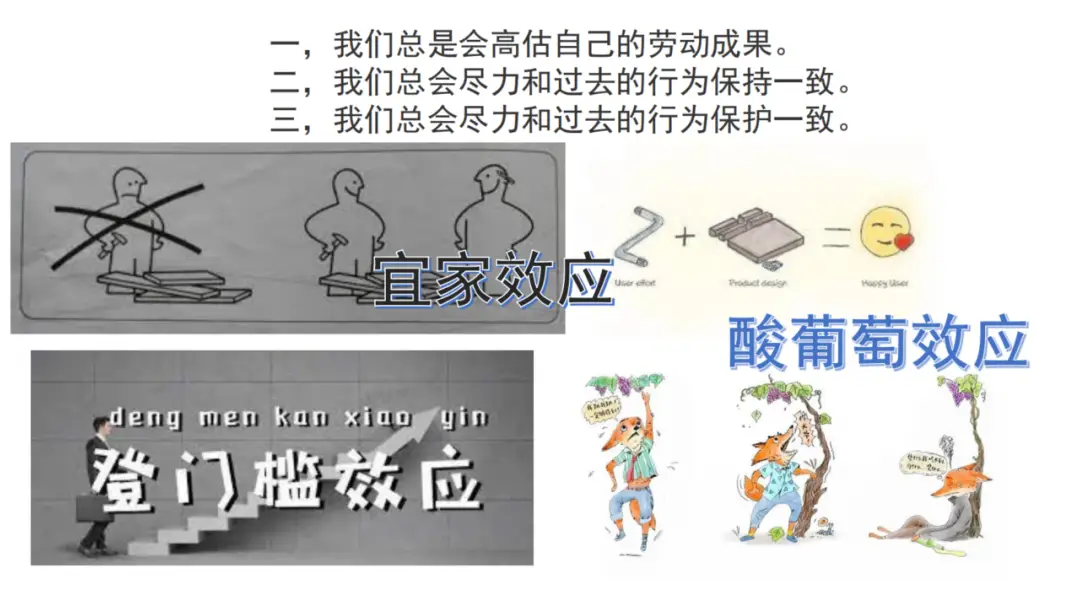 一，我们总是会高估自己的劳动成果。
二，我们总会尽力和过去的行为保持一致。
三，我们总会尽力和过去的行为保护一致。
宜家效应
User effort
Product design
Happy User
酸葡萄效应
deng men kan xiao yin
登门槛效应